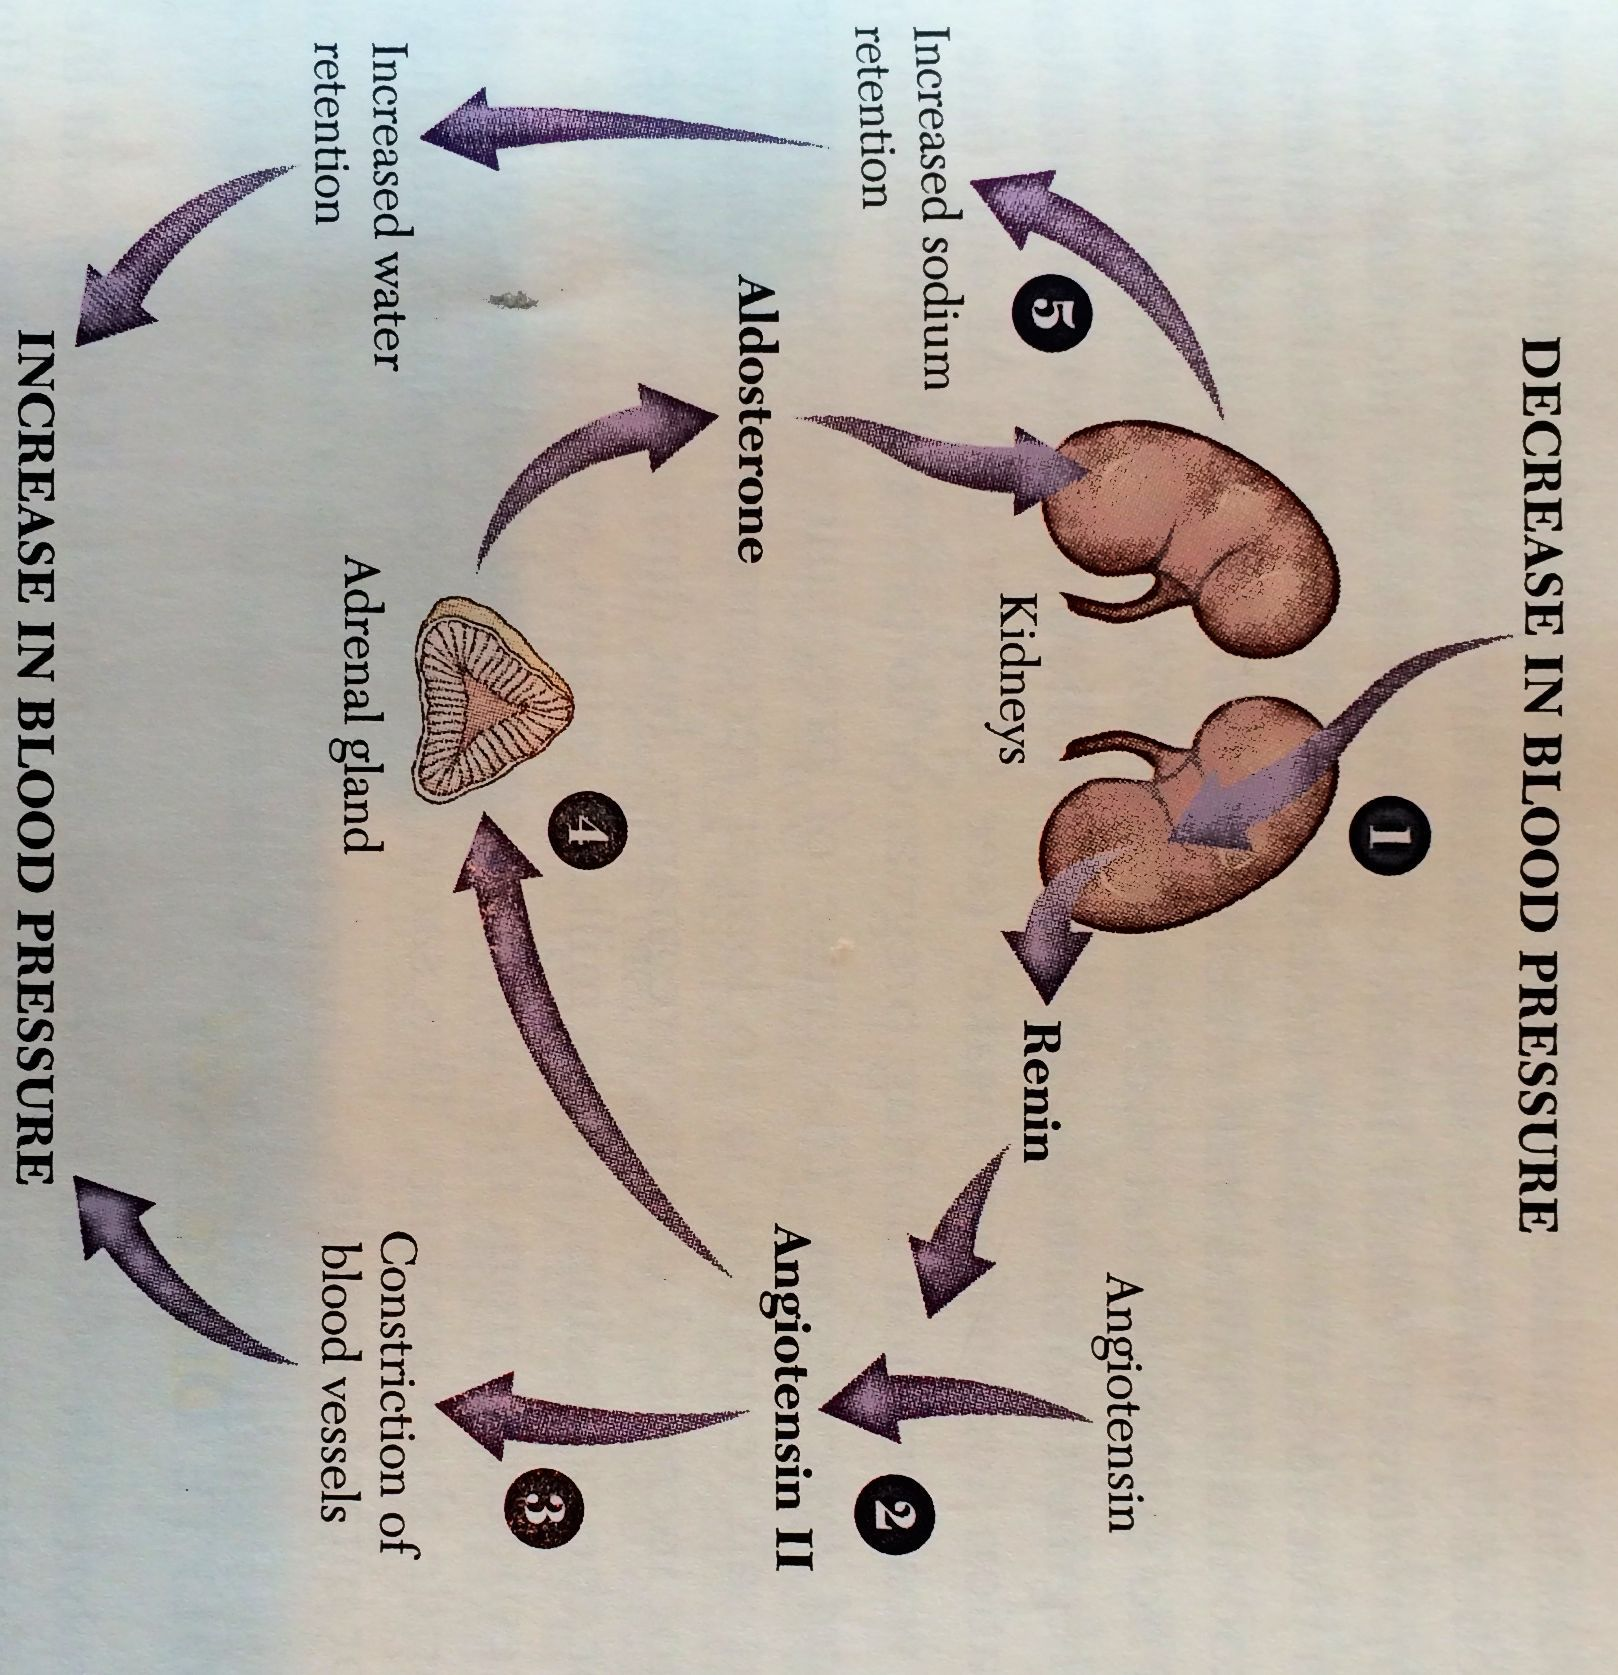 DECREASE IN BLOOD PRESSURE
1
Kidneys
Renin
Angiotensin
5
Increased sodium
retention
Aldosterone
Angiotensin II
2
4
3
Adrenal gland
Increased water
retention
Constriction of
blood vessels
INCREASE IN BLOOD PRESSURE